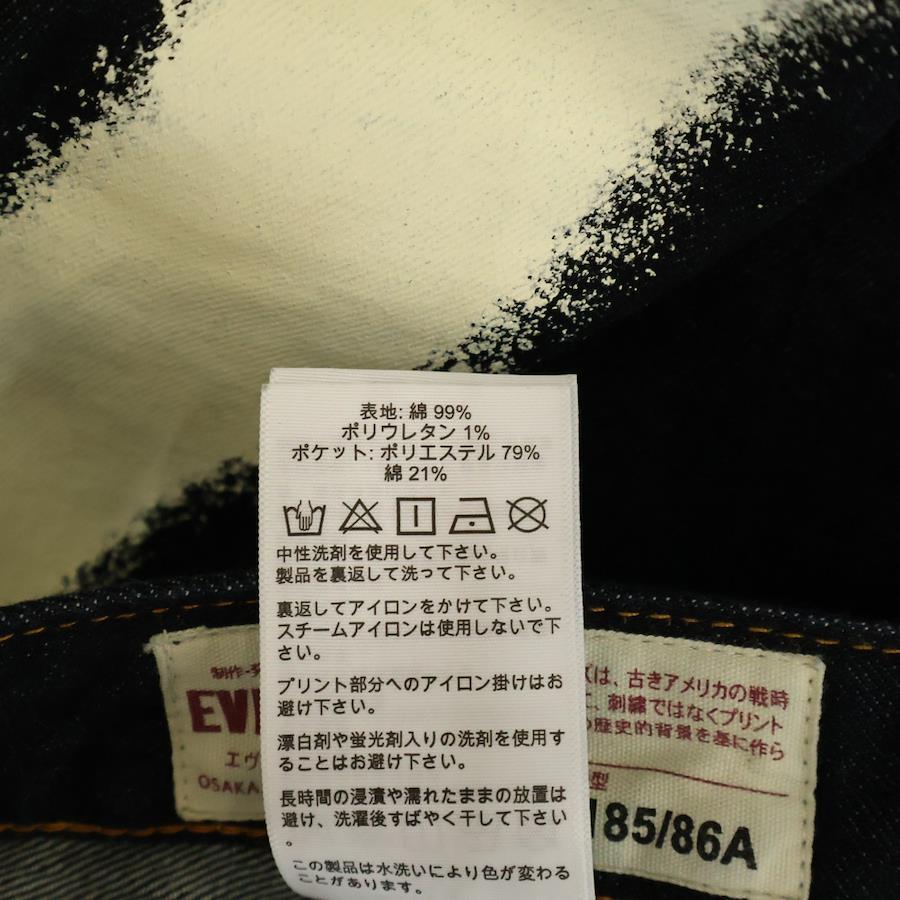 表地: 綿 99%
ポリウレタン 1%
ポケット: ポリエステル 79%
綿 21%
中性洗剤を使用して下さい。
製品を裏返して洗って下さい。
裏返してアイロンをかけて下さい。
スチームアイロンは使用しないで下
さい。
プリント部分へのアイロン掛けはお
避け下さい。
漂白剤や蛍光剤入りの洗剤を使用す
ることはお避け下さい。
長時間の浸漬や濡れたままの放置は
避け、洗濯後すばやく干して下さい
。
この製品は水洗いにより色が変わる
ことがあります。
制作・発
EV
エヴ
OSAKA.
は、古きアメリカの戦時
、刺繍ではなくプリント
歴史的背景を基に作ら
型
185/86A